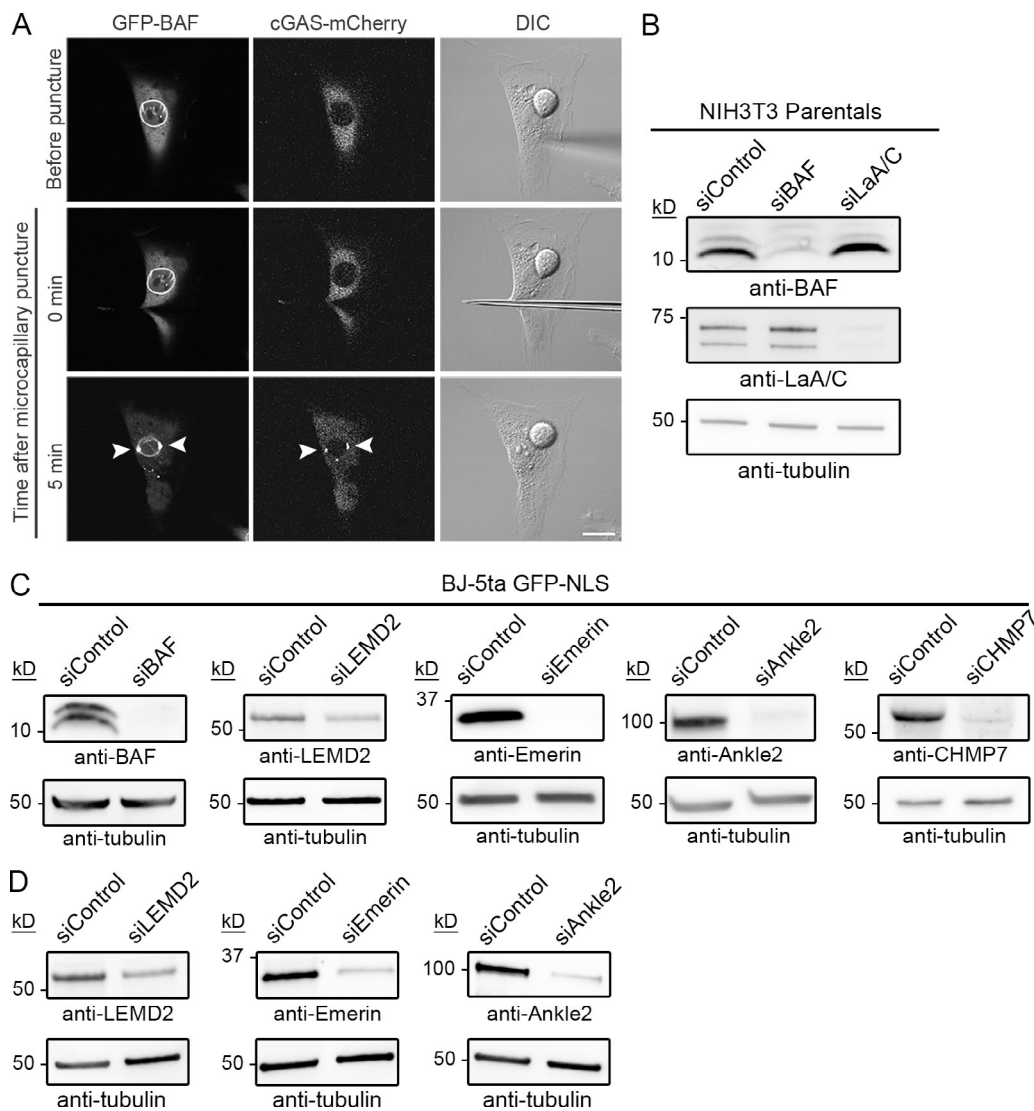 A
GFP-BAF cGAS-mCherry DIC
Before puncture
Time after microcapillary puncture
0 min
5 min
B
NIH3T3 Parentals
siControl siBAF siLaA/C
kD
10
anti-BAF
75
anti-LaA/C
50
anti-tubulin
C
BJ-5ta GFP-NLS
kD siControl siBAF
10
anti-BAF
50
anti-tubulin
kD siControl siLEMD2
50
anti-LEMD2
50
anti-tubulin
kD siControl siEmerin
37
anti-Emerin
50
anti-tubulin
kD siControl siAnkle2
100
anti-Ankle2
50
anti-tubulin
kD siControl siCHMP7
50
anti-CHMP7
50
anti-tubulin
D
kD siControl siLEMD2
50
anti-LEMD2
50
anti-tubulin
kD siControl siEmerin
37
anti-Emerin
50
anti-tubulin
kD siControl siAnkle2
100
anti-Ankle2
50
anti-tubulin